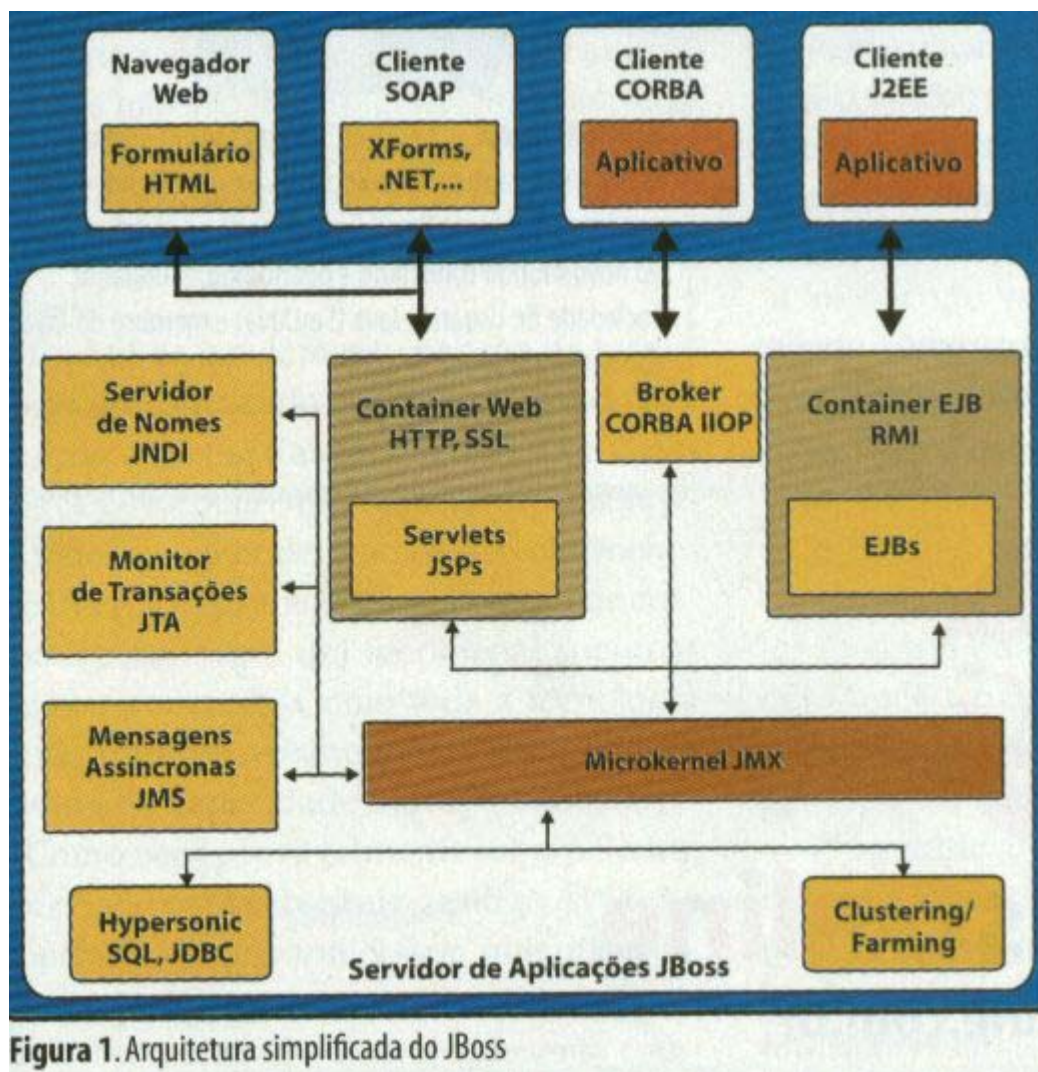 Navegador
Web
Formulário
HTML
Cliente
SOAP
XForms,
.NET,...
Cliente
CORBA
Aplicativo
Cliente
J2EE
Aplicativo
Servidor
de Nomes
JNDI
Container Web
HTTP, SSL
Servlets
JSPs
Broker
CORBA IIOP
Container EJB
RMI
EJBs
Monitor
de Transações
JTA
Mensagens
Assíncronas
JMS
Microkernel JMX
Hypersonic
SQL, JDBC
Clustering/
Farming
Servidor de Aplicações JBoss
Figura 1. Arquitetura simplificada do JBoss